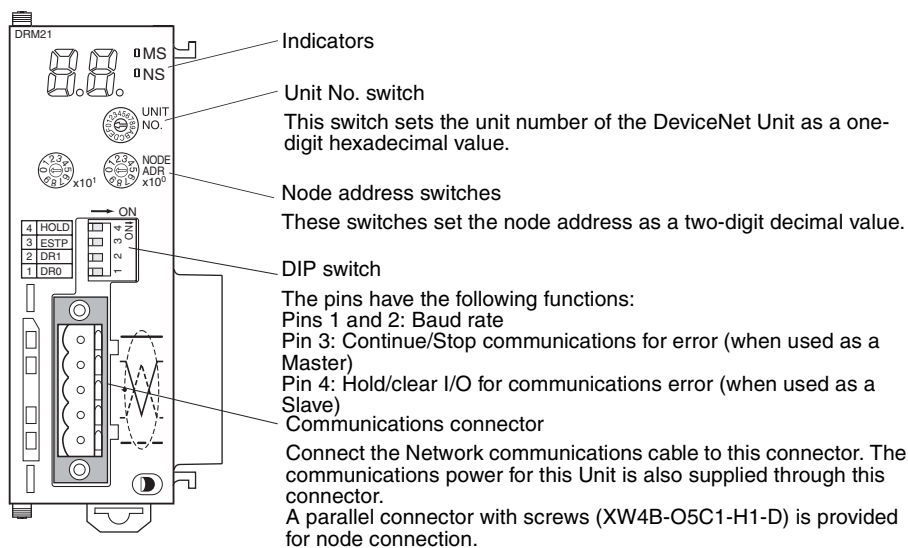 DRM21
MS
NS
UNIT
NO.
NODE
ADR
x10¹
x10⁰
ON
4 HOLD
3 ESTP
2 DR1
1 DR0
4
3
2
1
ON
Indicators
Unit No. switch
This switch sets the unit number of the DeviceNet Unit as a one-
digit hexadecimal value.
Node address switches
These switches set the node address as a two-digit decimal value.
DIP switch
The pins have the following functions:
Pins 1 and 2: Baud rate
Pin 3: Continue/Stop communications for error (when used as a
Master)
Pin 4: Hold/clear I/O for communications error (when used as a
Slave)
Communications connector
Connect the Network communications cable to this connector. The
communications power for this Unit is also supplied through this
connector.
A parallel connector with screws (XW4B-O5C1-H1-D) is provided
for node connection.